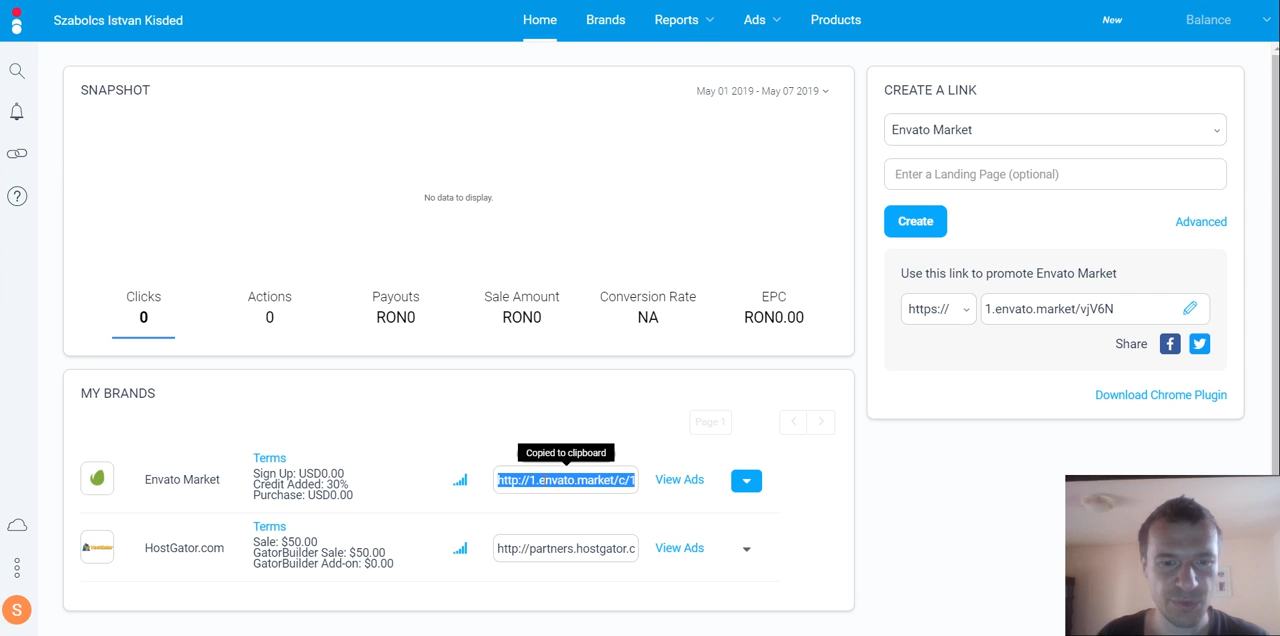 Szabolcs Istvan Kisded
Home
Brands
Reports
Ads
Products
New
Balance
SNAPSHOT
May 01 2019 - May 07 2019
No data to display.
Clicks
0
Actions
0
Payouts
RON0
Sale Amount
RON0
Conversion Rate
NA
EPC
RON0.00
CREATE A LINK
Envato Market
Enter a Landing Page (optional)
Create
Advanced
Use this link to promote Envato Market
https://
1.envato.market/vjV6N
Share
Download Chrome Plugin
MY BRANDS
Page 1
Copied to clipboard
Envato Market
Terms
Sign Up: USD0.00
Credit Added: 30%
Purchase: USD0.00
http://1.envato.market/c/1
View Ads
HostGator
HostGator.com
Terms
Sale: $50.00
GatorBuilder Sale: $50.00
GatorBuilder Add-on: $0.00
http://partners.hostgator.c
View Ads
S